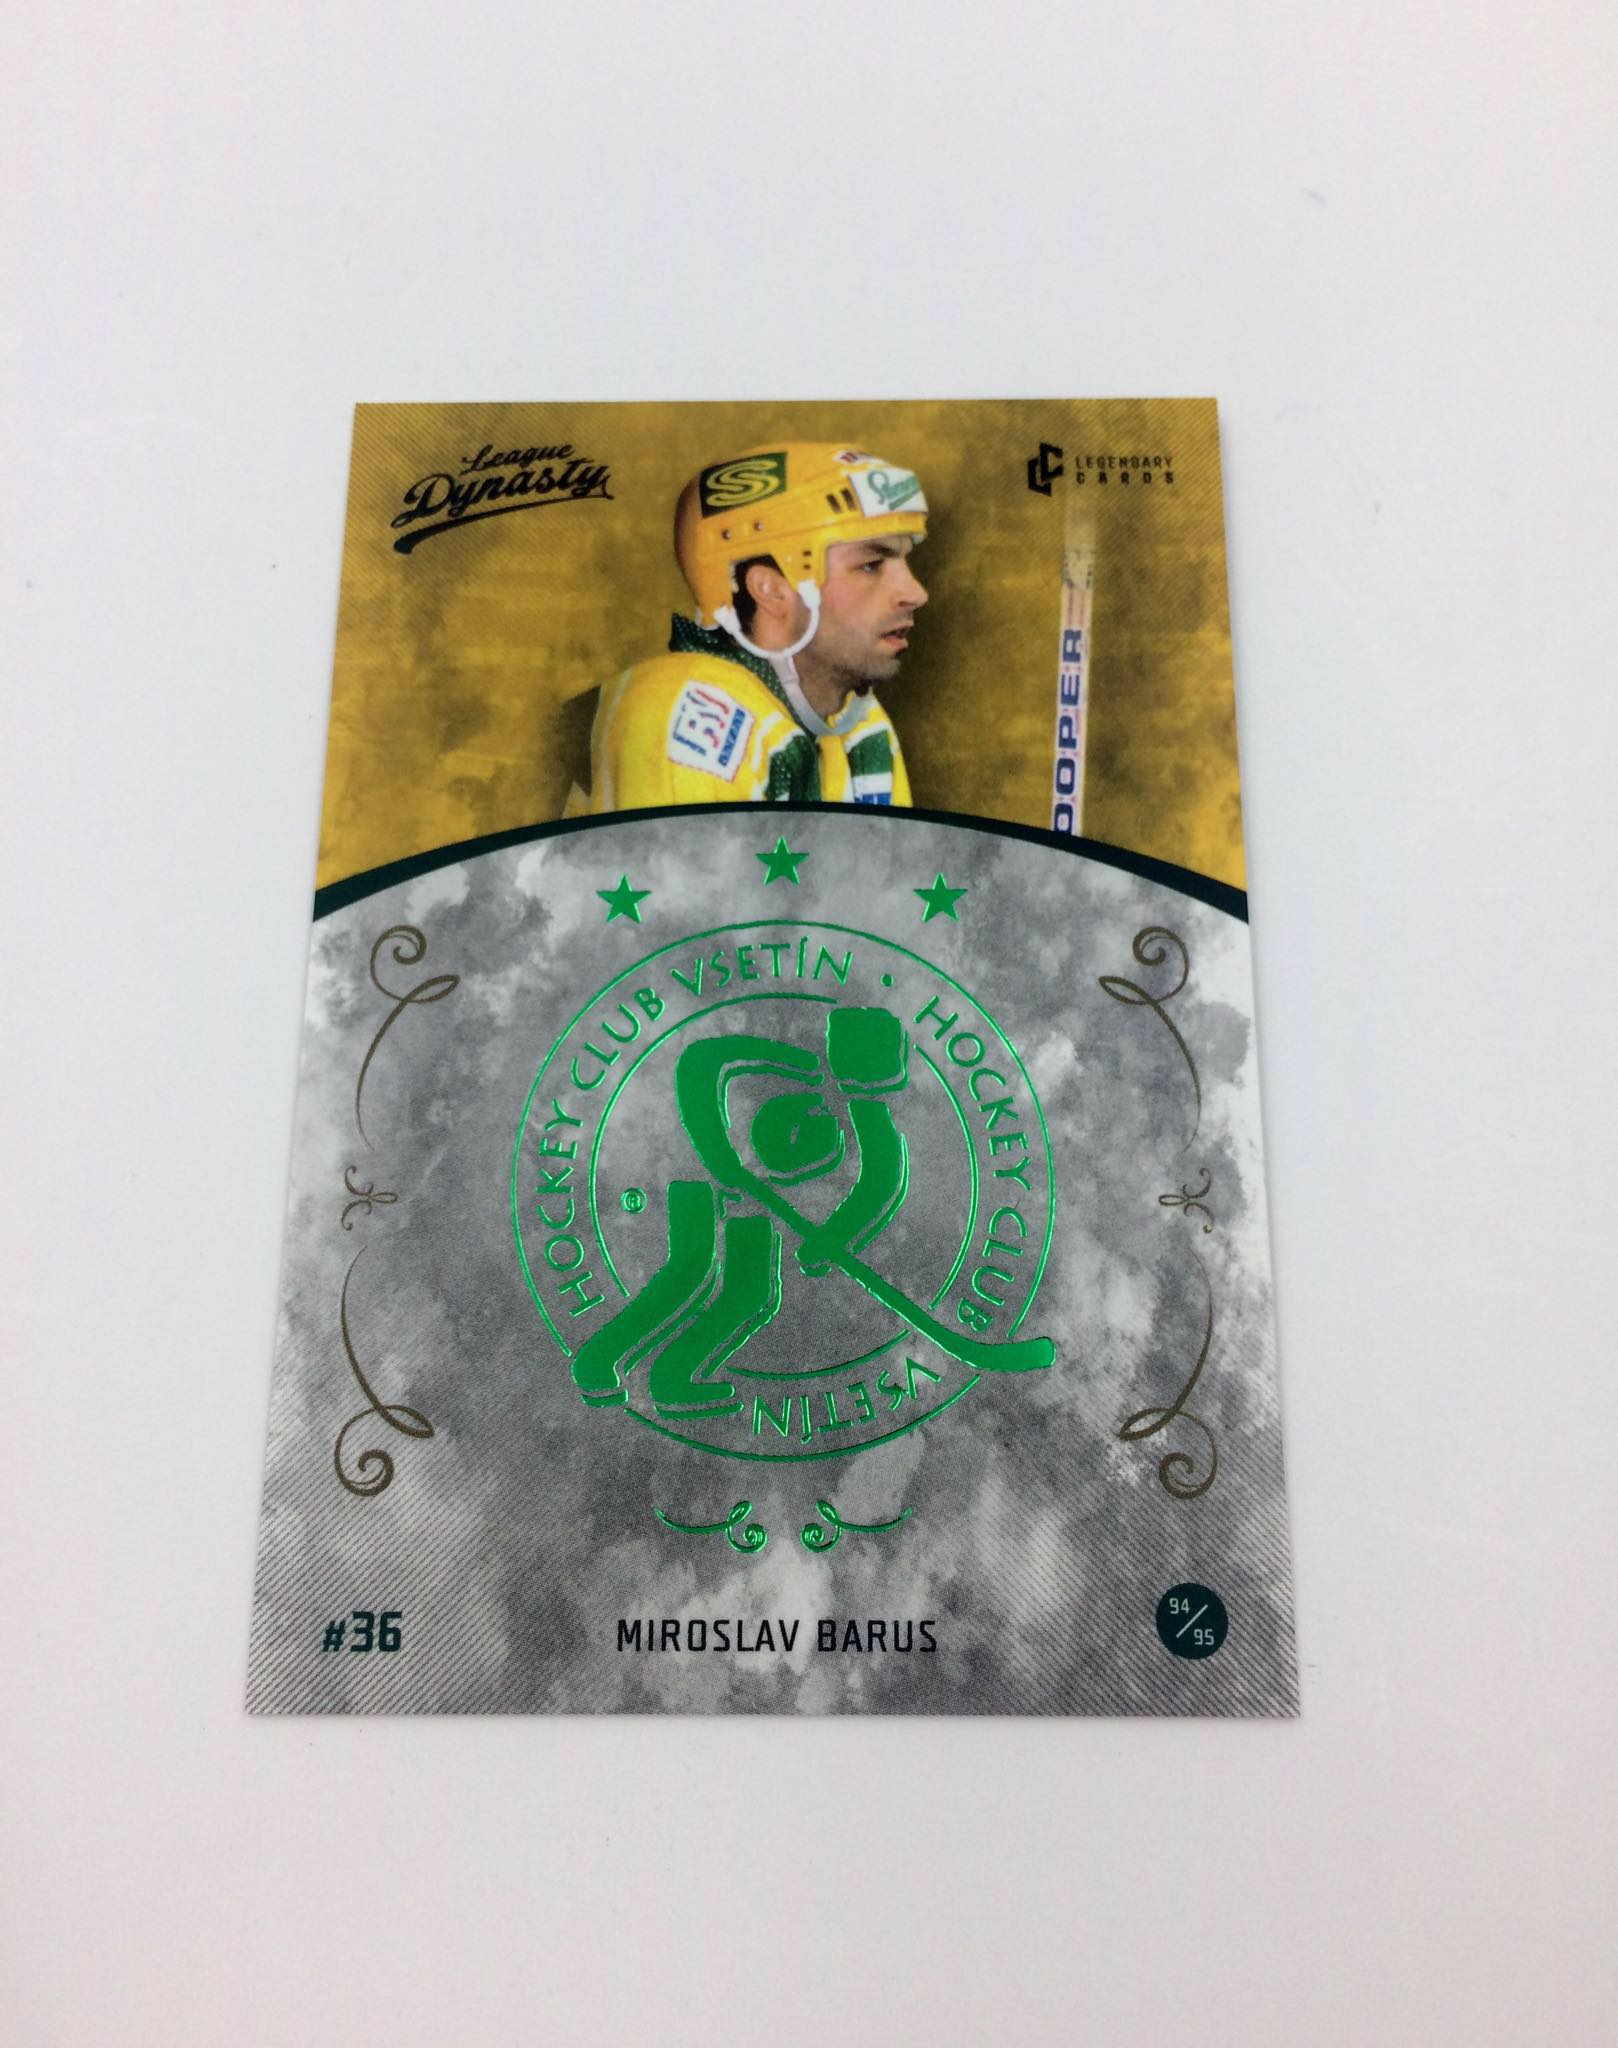 League
Dynasty
LEGENDARY
CARDS
S
OOPER
HOCKEY CLUB VSETÍN • HOCKEY CLUB VSETÍN
®
#36
MIROSLAV BARUS
94/95